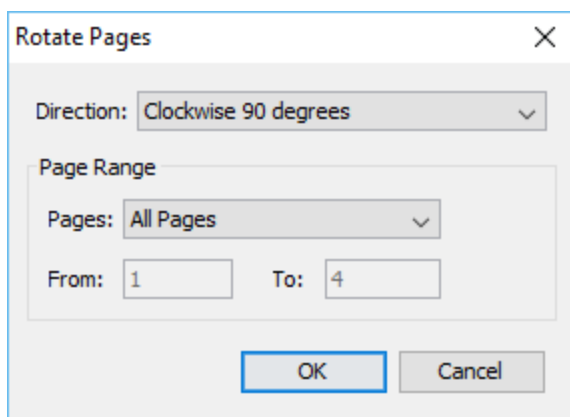 Rotate Pages
Direction: Clockwise 90 degrees
Page Range
Pages: All Pages
From: 1 To: 4
OK Cancel